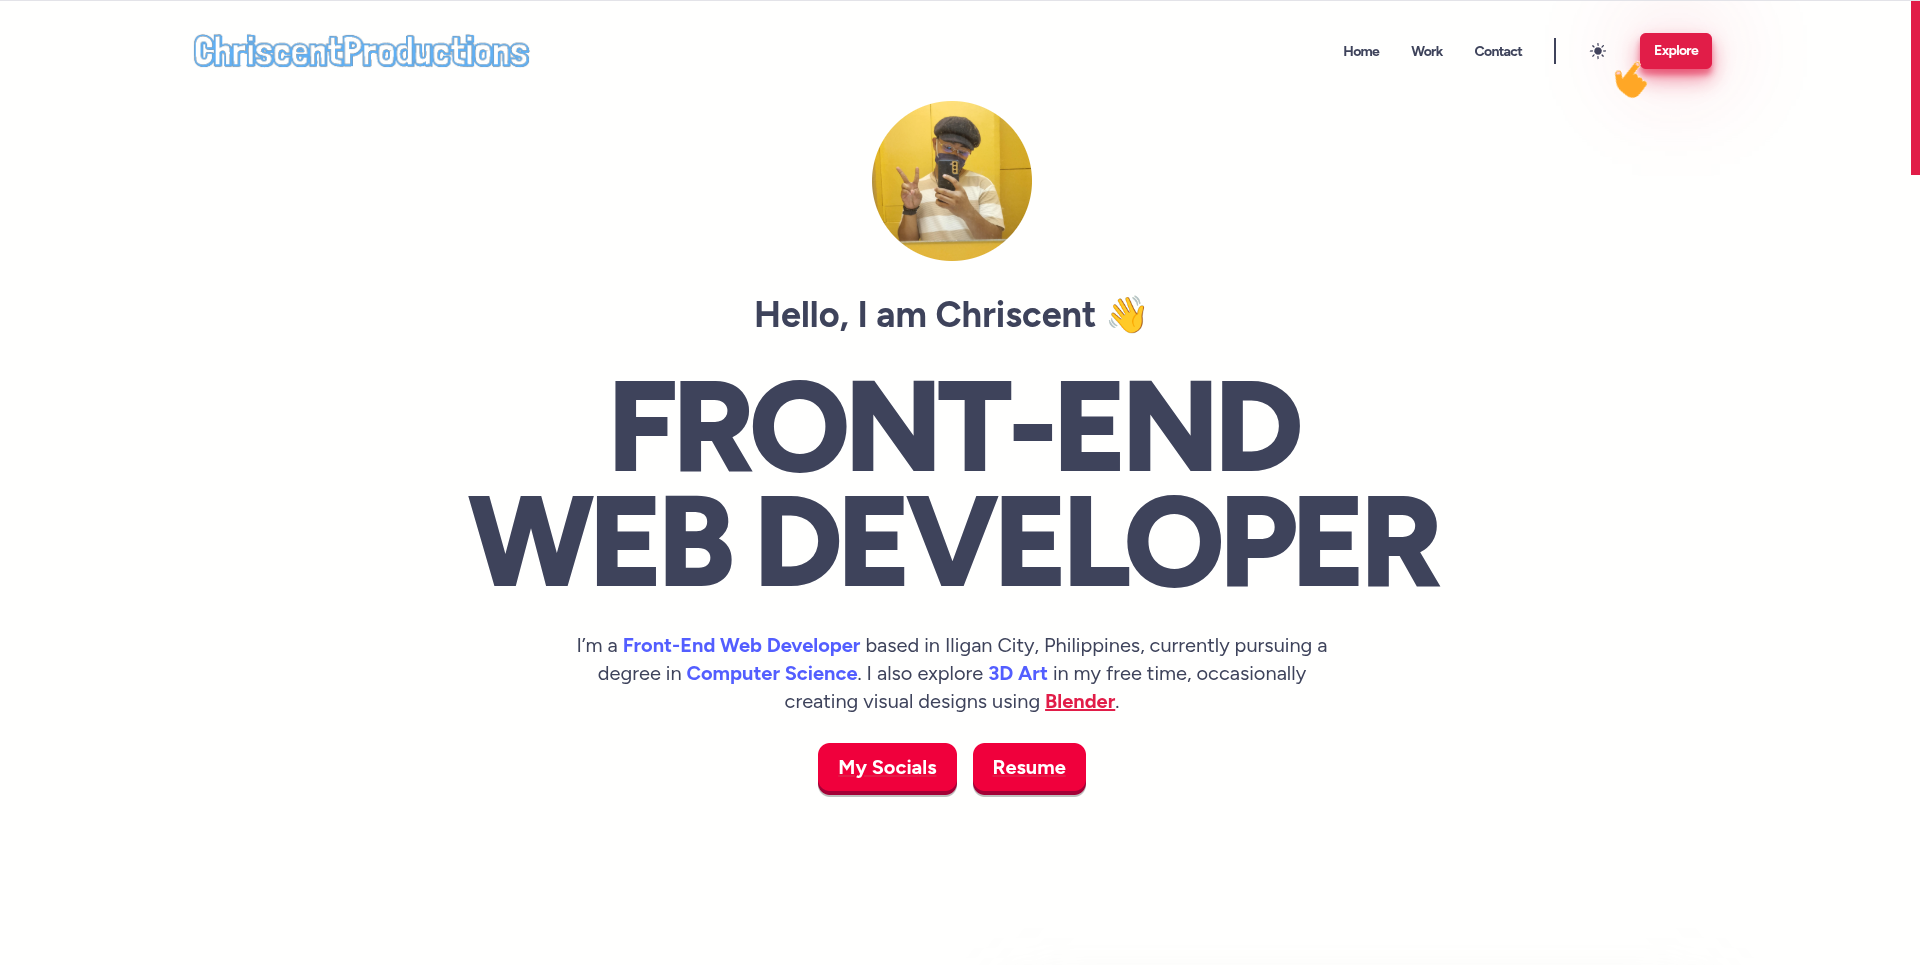 ChriscentProductions
Home Work Contact Explore
Hello, I am Chriscent 👋
FRONT-END
WEB DEVELOPER
I’m a Front-End Web Developer based in Iligan City, Philippines, currently pursuing a
degree in Computer Science. I also explore 3D Art in my free time, occasionally
creating visual designs using Blender.
My Socials Resume